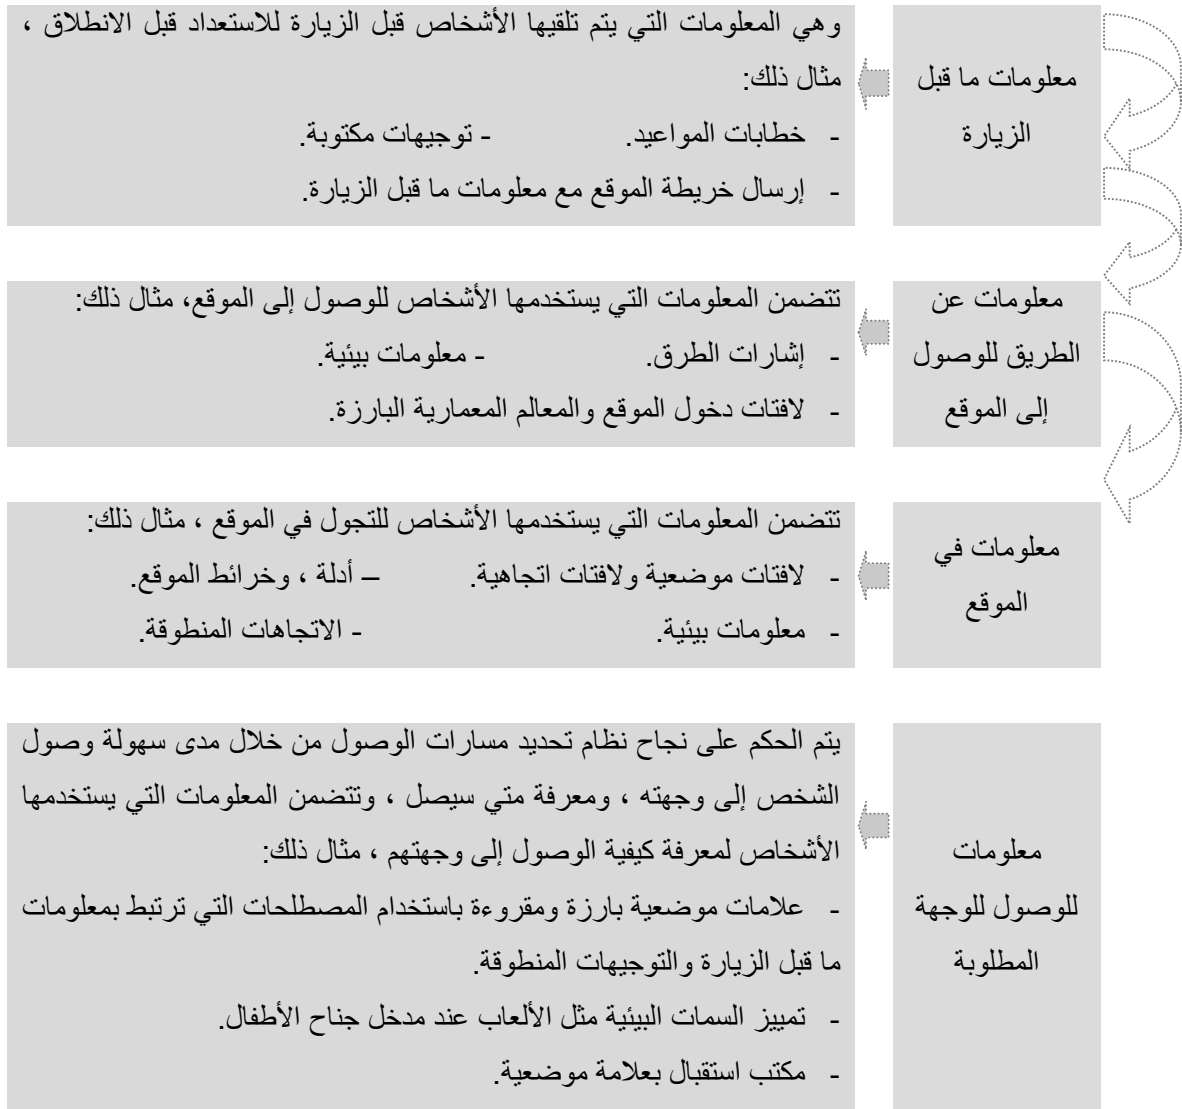 معلومات ما قبل
الزيارة
وهي المعلومات التي يتم تلقيها الأشخاص قبل الزيارة للاستعداد قبل الانطلاق ،
مثال ذلك:
- خطابات المواعيد. - توجيهات مكتوبة.
- إرسال خريطة الموقع مع معلومات ما قبل الزيارة.
معلومات عن
الطريق للوصول
إلى الموقع
تتضمن المعلومات التي يستخدمها الأشخاص للوصول إلى الموقع، مثال ذلك:
- إشارات الطرق. - معلومات بيئية.
- لافتات دخول الموقع والمعالم المعمارية البارزة.
معلومات في
الموقع
تتضمن المعلومات التي يستخدمها الأشخاص للتجول في الموقع ، مثال ذلك:
- لافتات موضعية ولافتات اتجاهية. – أدلة ، وخرائط الموقع.
- معلومات بيئية. - الاتجاهات المنطوقة.
معلومات
للوصول للوجهة
المطلوبة
يتم الحكم على نجاح نظام تحديد مسارات الوصول من خلال مدى سهولة وصول
الشخص إلى وجهته ، ومعرفة متي سيصل ، وتتضمن المعلومات التي يستخدمها
الأشخاص لمعرفة كيفية الوصول إلى وجهتهم ، مثال ذلك:
- علامات موضعية بارزة ومقروءة باستخدام المصطلحات التي ترتبط بمعلومات
ما قبل الزيارة والتوجيهات المنطوقة.
- تمييز السمات البيئية مثل الألعاب عند مدخل جناح الأطفال.
- مكتب استقبال بعلامة موضعية.